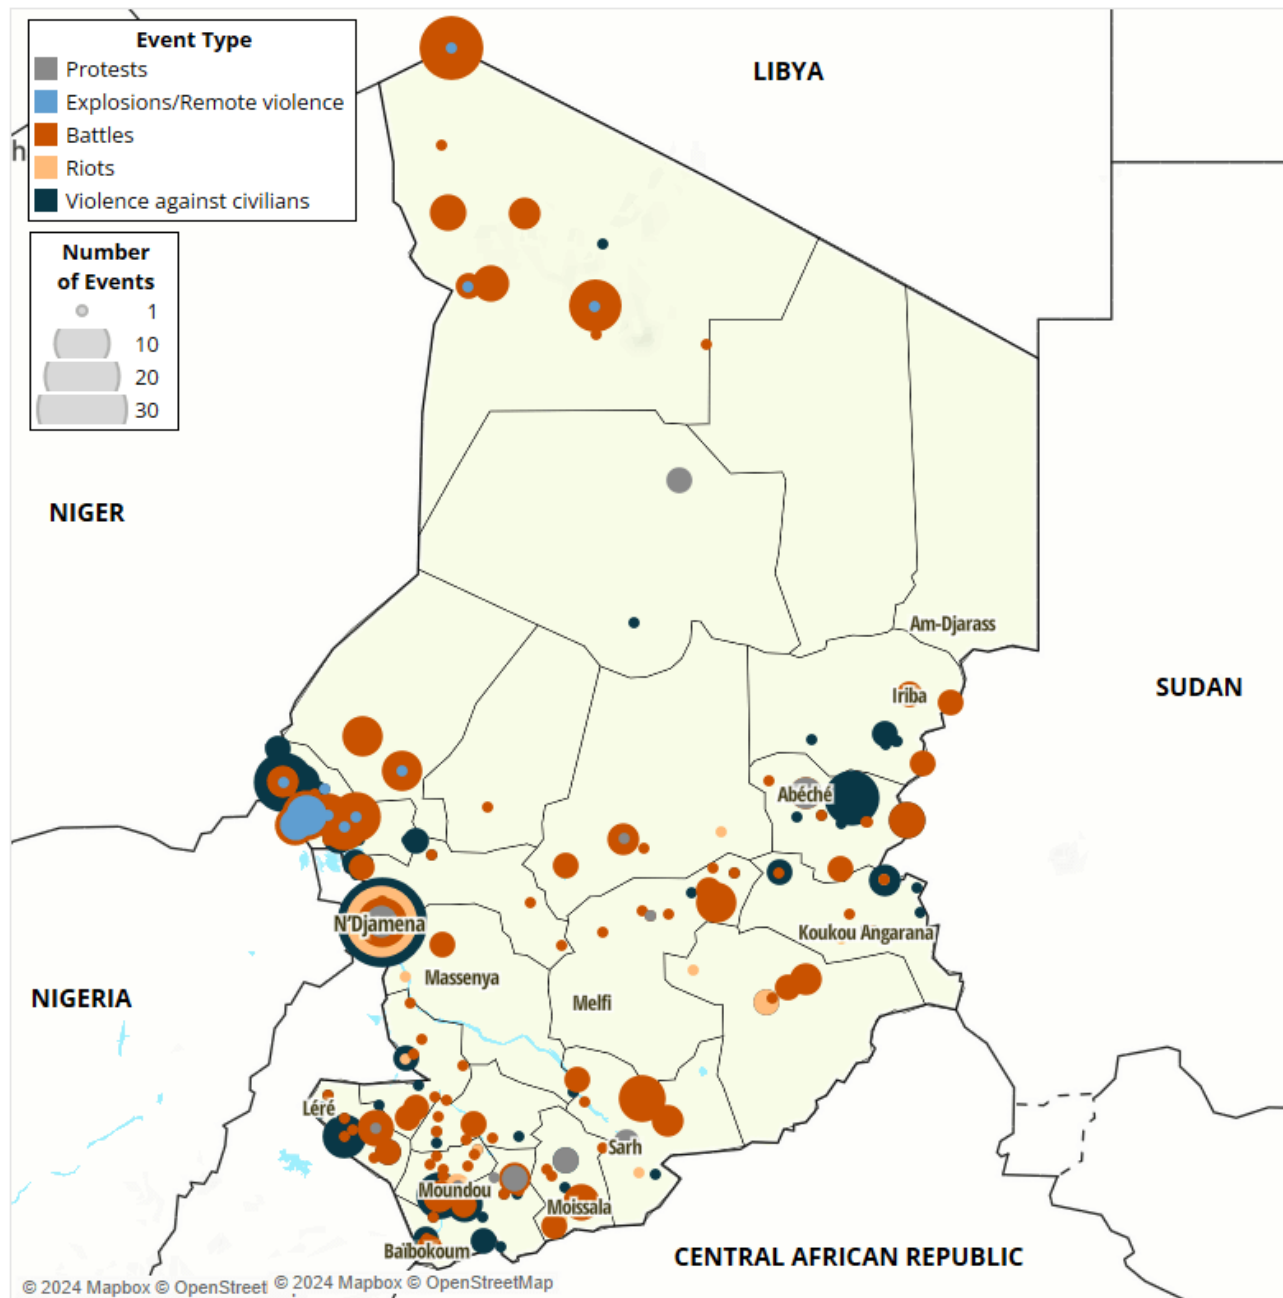 Event Type
Protests
Explosions/Remote violence
Battles
Riots
Violence against civilians
h
Number
of Events
1
10
20
30
LIBYA
NIGER
Am-Djarass
Iriba
SUDAN
Abéché
N'Djamena
Koukou Angarana
Massenya
NIGERIA
Melfi
Léré
Sarh
Moundou
Moissala
Baïbokoum
CENTRAL AFRICAN REPUBLIC
© 2024 Mapbox © OpenStreet
© 2024 Mapbox © OpenStreetMap